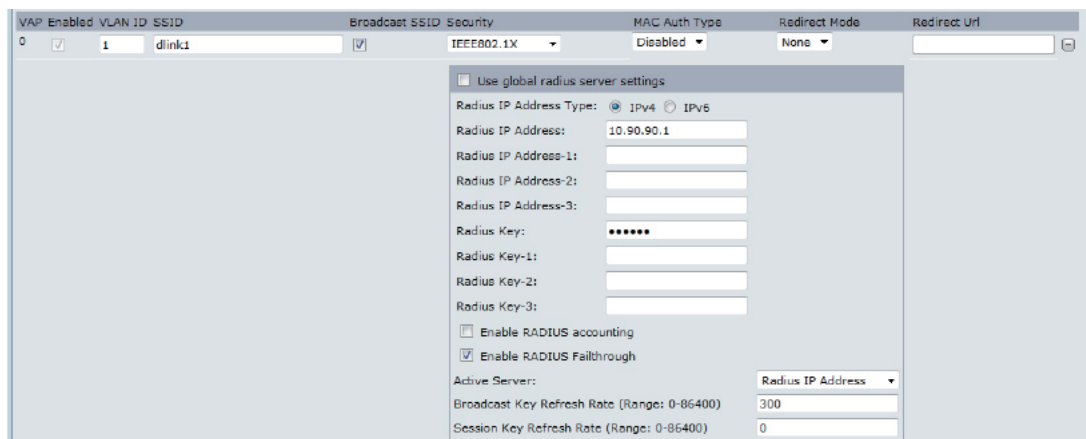 VAP Enabled VLAN ID SSID Broadcast SSID Security MAC Auth Type Redirect Mode Redirect Url
0 1 dlink1 IEEE802.1X Disabled None
Use global radius server settings
Radius IP Address Type: IPv4 IPv6
Radius IP Address: 10.90.90.1
Radius IP Address-1:
Radius IP Address-2:
Radius IP Address-3:
Radius Key: ••••••
Radius Key-1:
Radius Key-2:
Radius Key-3:
Enable RADIUS accounting
Enable RADIUS Failthrough
Active Server: Radius IP Address
Broadcast Key Refresh Rate (Range: 0-86400) 300
Session Key Refresh Rate (Range: 0-86400) 0